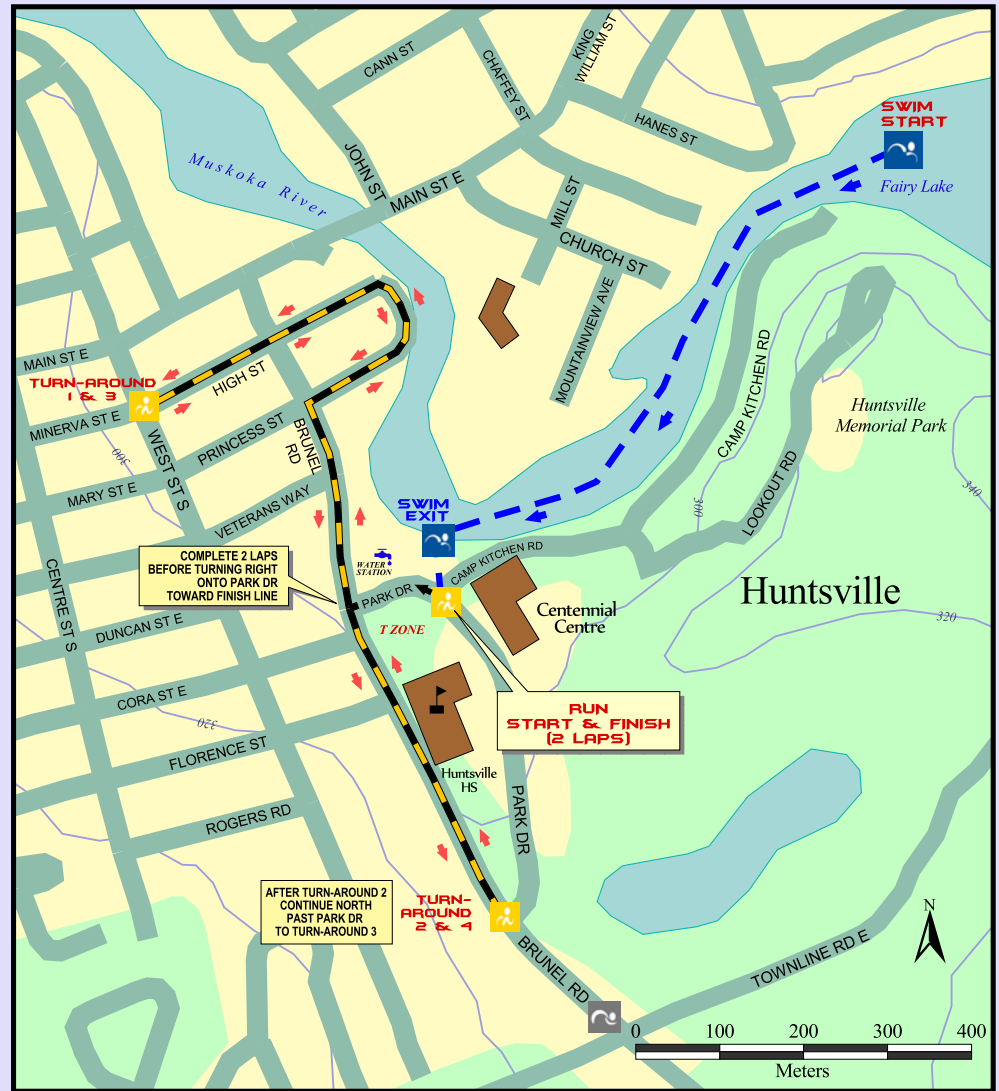 CANN ST
CHAFFEY ST
KING
WILLIAM ST
HANES ST
SWIM
START
Fairy Lake
Muskoka River
JOHN ST
MAIN ST E
MILL ST
CHURCH ST
MOUNTAINVIEW AVE
CAMP KITCHEN RD
LOOKOUT RD
Huntsville
Memorial Park
MAIN ST E
TURN-AROUND
1 & 3
MINERVA ST E
HIGH ST
PRINCESS ST
BRUNEL
RD
WEST ST S
300
MARY ST E
VETERANS WAY
300
340
SWIM
EXIT
WATER
STATION
CAMP KITCHEN RD
COMPLETE 2 LAPS
BEFORE TURNING RIGHT
ONTO PARK DR
TOWARD FINISH LINE
PARK DR
T ZONE
Centennial
Centre
Huntsville
320
CENTRE ST S
DUNCAN ST E
CORA ST E
320
FLORENCE ST
RUN
START & FINISH
(2 LAPS)
Huntsville
HS
ROGERS RD
PARK DR
AFTER TURN-AROUND 2
CONTINUE NORTH
PAST PARK DR
TO TURN-AROUND 3
TURN-
AROUND
2 & 4
BRUNEL RD
TOWNLINE RD E
N
0 100 200 300 400
Meters